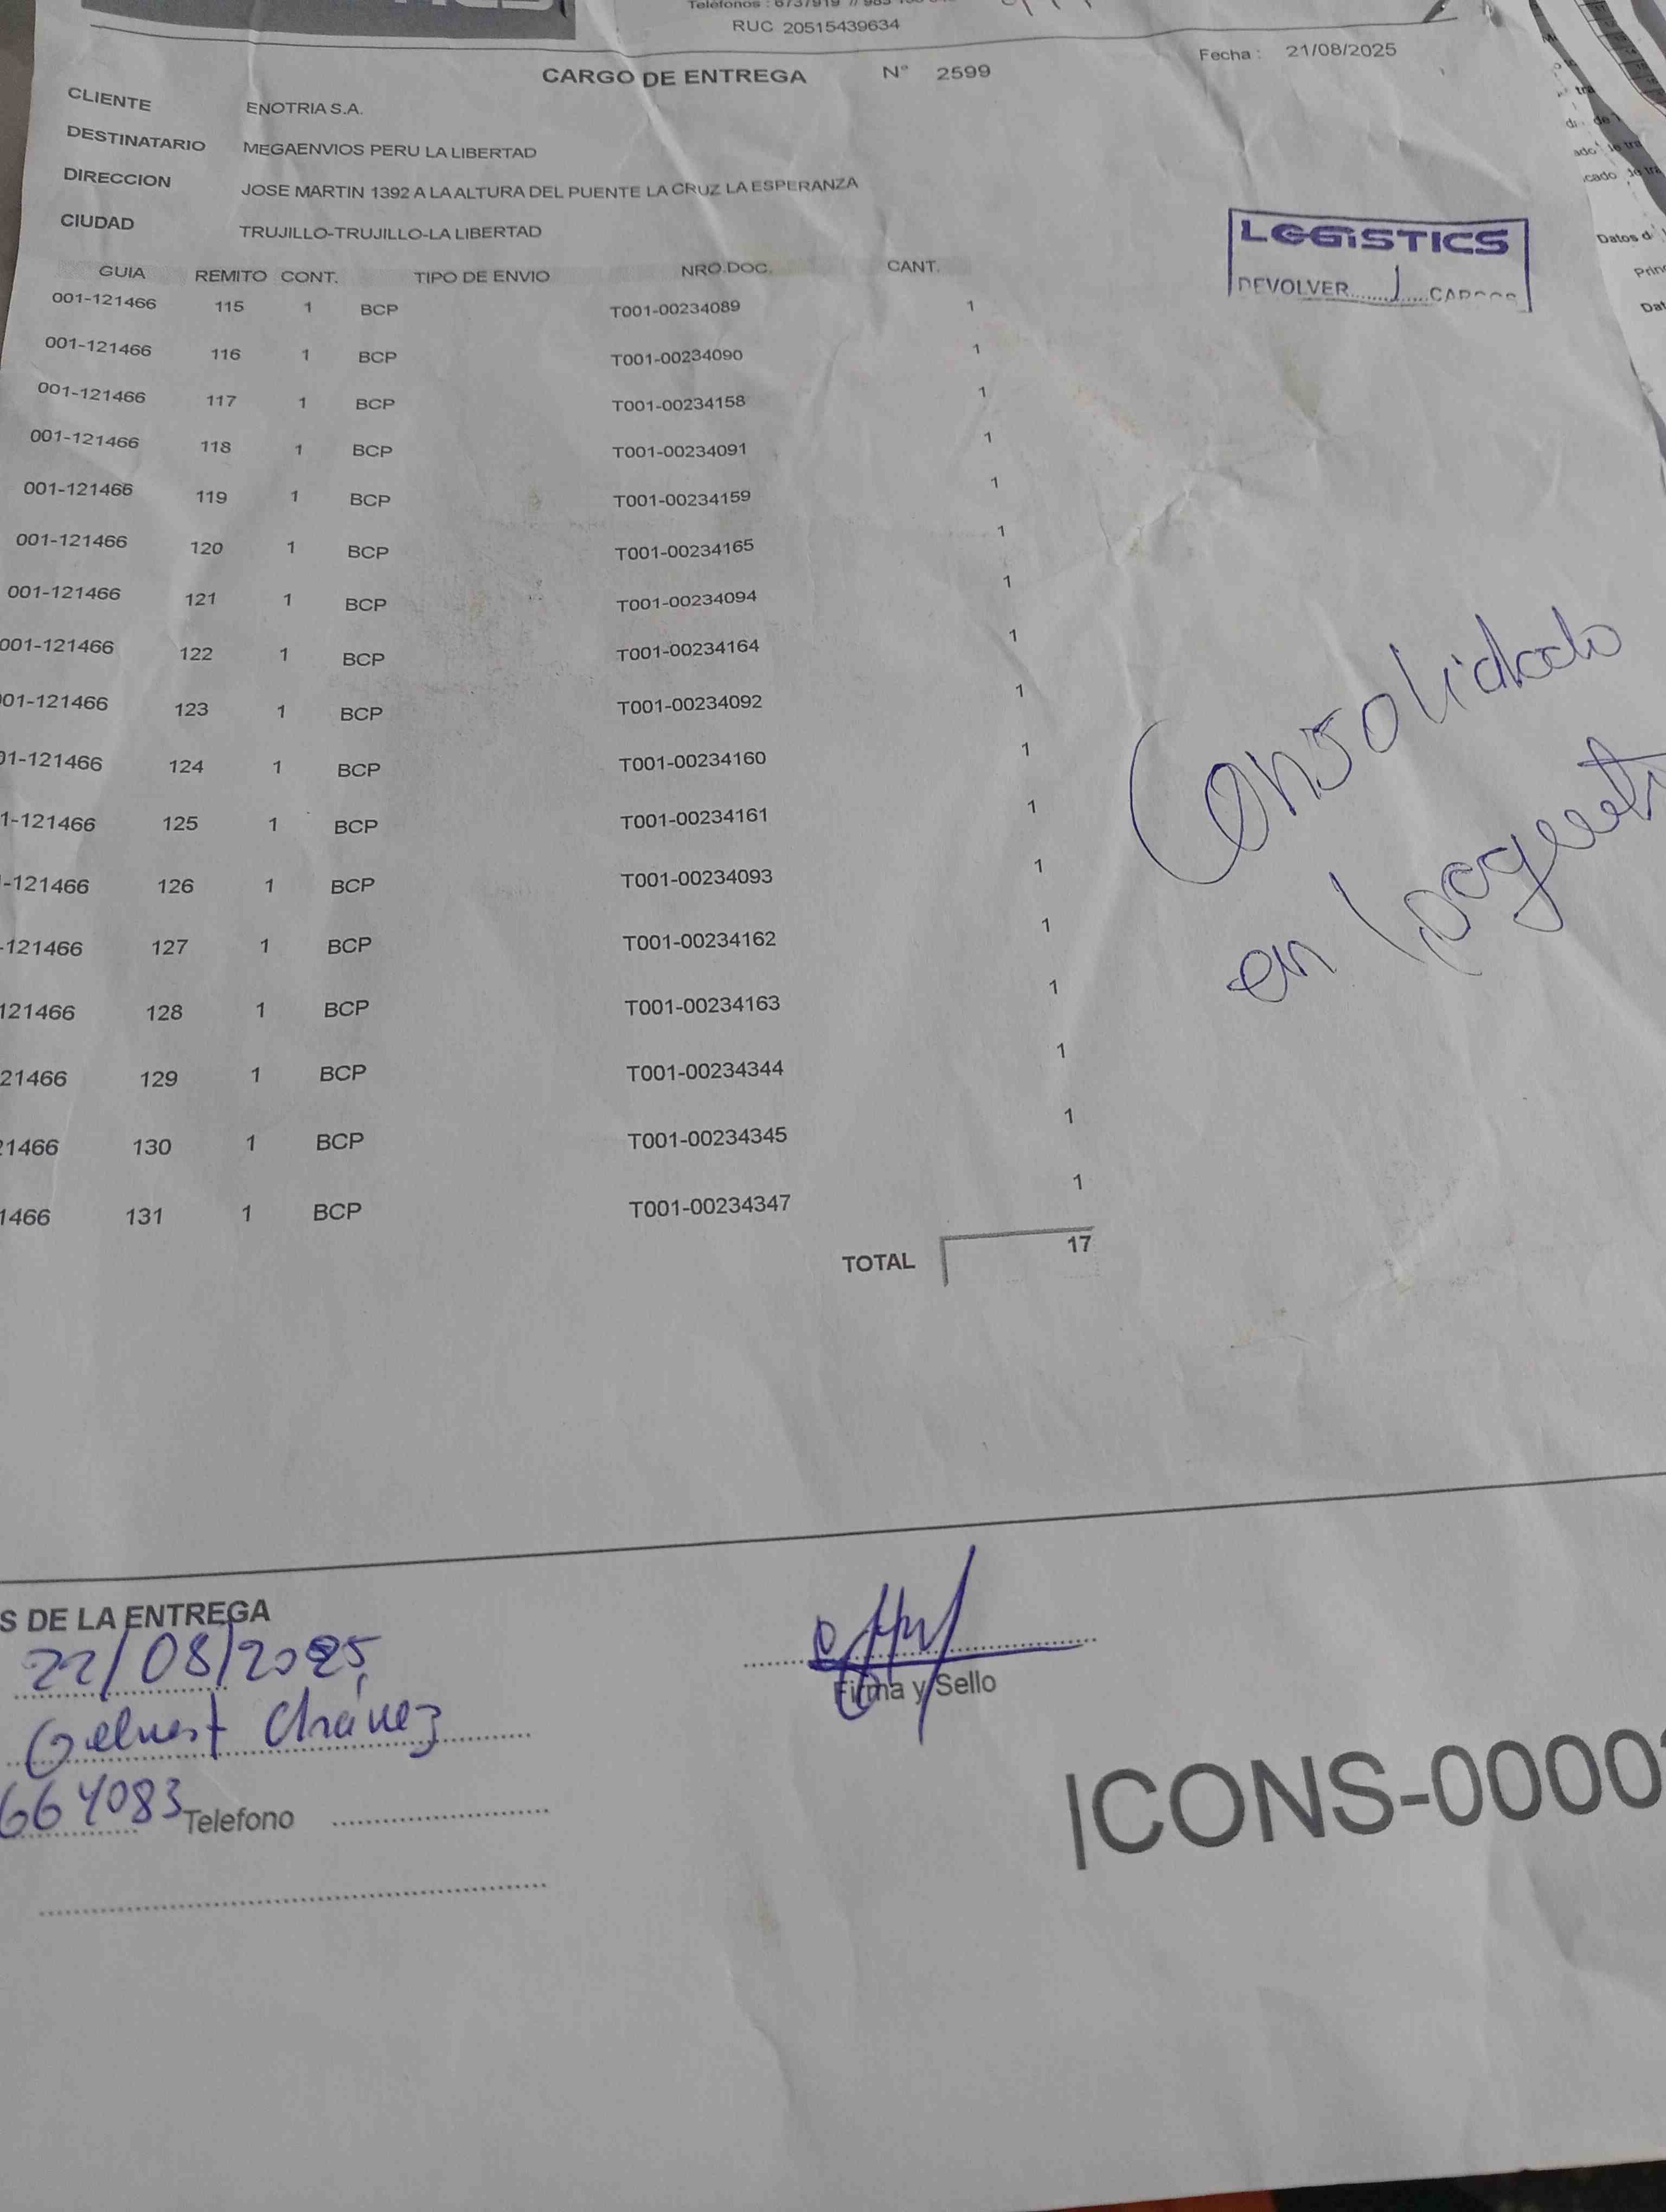 RUC 20515439634
CARGO DE ENTREGA N° 2599 Fecha : 21/08/2025
CLIENTE ENOTRIA S.A.
DESTINATARIO MEGAENVIOS PERU LA LIBERTAD
DIRECCION JOSE MARTIN 1392 A LA ALTURA DEL PUENTE LA CRUZ LA ESPERANZA
CIUDAD TRUJILLO-TRUJILLO-LA LIBERTAD
LOGISTICS
DEVOLVER 1 CARGOS
GUIA REMITO CONT. TIPO DE ENVIO NRO.DOC. CANT.
001-121466 115 1 BCP T001-00234089 1
001-121466 116 1 BCP T001-00234090 1
001-121466 117 1 BCP T001-00234158 1
001-121466 118 1 BCP T001-00234091 1
001-121466 119 1 BCP T001-00234159 1
001-121466 120 1 BCP T001-00234165 1
001-121466 121 1 BCP T001-00234094 1
001-121466 122 1 BCP T001-00234164 1
01-121466 123 1 BCP T001-00234092 1
01-121466 124 1 BCP T001-00234160 1
1-121466 125 1 BCP T001-00234161 1
-121466 126 1 BCP T001-00234093 1
-121466 127 1 BCP T001-00234162 1
121466 128 1 BCP T001-00234163 1
21466 129 1 BCP T001-00234344 1
21466 130 1 BCP T001-00234345 1
1466 131 1 BCP T001-00234347 1
TOTAL 17
Consolidado
en paquet
S DE LA ENTREGA
22/08/2025
Chávez
Firma y Sello
664083 Telefono
ICONS-0000